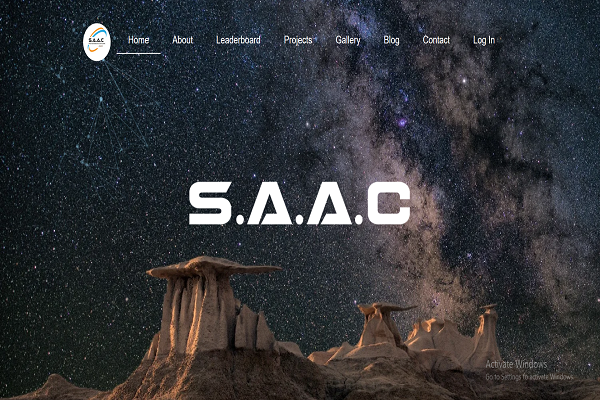 S.A.A.C
Home About Leaderboard Projects Gallery Blog Contact Log In
S.A.A.C
Activate Windows
Go to Settings to activate Windows.